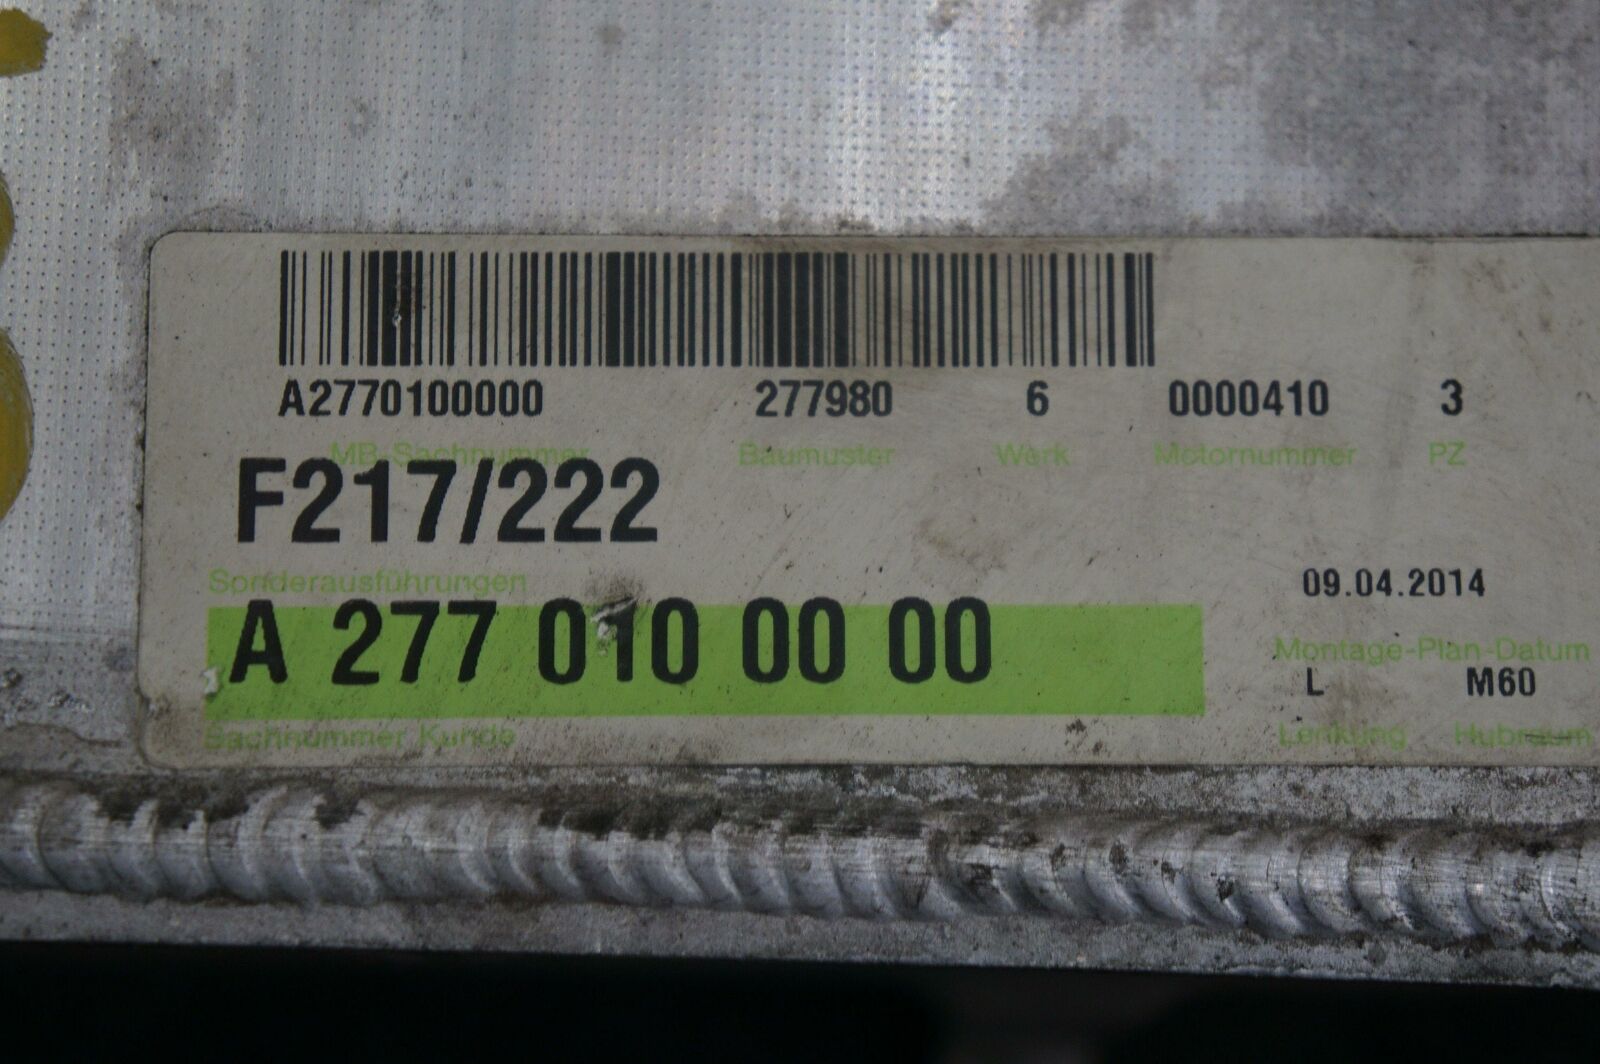 A2770100000 277980 6 0000410 3
MB-Sachnummer Baumuster Werk Motornummer PZ
F217/222
Sonderausführungen 09.04.2014
A 277 010 00 00 Montage-Plan-Datum
L M60
Sachnummer Kunde Lenkung Hubraum